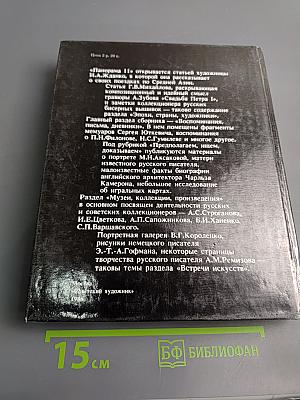 Цена 2 р. 20 к.
«Панорама 11» открывается статьей художницы
И.А.Жданко, в которой она рассказывает
о своих поездках по Средней Азии.
Статья Г.В.Михайлова, раскрывающая
композиционный и идейный смысл
гравюры А.Зубова «Свадьба Петра I»,
и заметки коллекционера русских
бисерных вышивок — таково содержание
раздела «Эпохи, страны, художники».
Главный раздел сборника — «Воспоминания,
письма, дневники». В нем помещены фрагменты
мемуаров Сергея Юткевича, воспоминания
о П.Н.Филонове, Н.С.Гумилеве и многое другое.
Под рубрикой «Предполагаем, ищем,
доказываем» публикуются материалы
о портрете М.Н.Аксаковой, матери
известного русского писателя,
малоизвестные факты биографии
английского архитектора Чарльза
Камерона, небольшое исследование
об игральных картах.
Раздел «Музеи, коллекции, произведения»
в основном посвящен деятельности русских
и советских коллекционеров — А.С.Строганова,
И.Е.Цветкова, А.П.Сапожникова, Б.И.Ханенко,
С.П.Варшавского.
Портретная галерея В.Г.Короленко,
рисунки немецкого писателя
Э.-Т.-А.Гофмана, некоторые страницы
творчества русского писателя А.М.Ремизова —
таковы темы раздела «Встречи искусств».
Москва
«Советский художник»
15 см
БФ БИБЛИОФАН